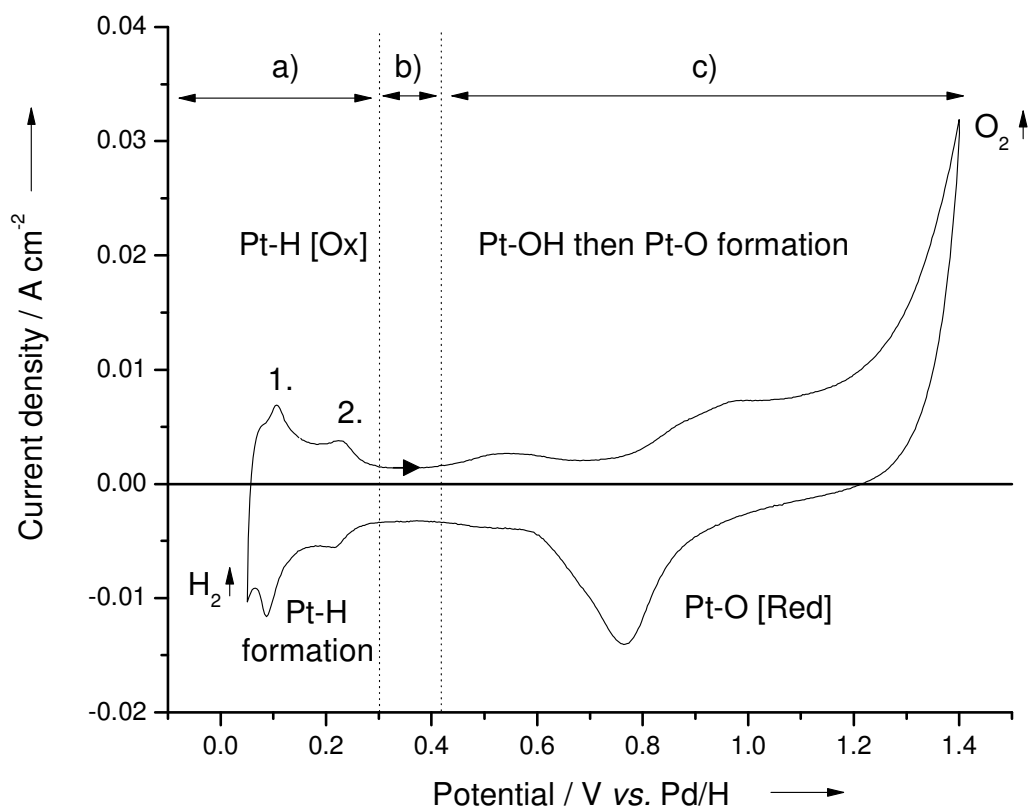 0.04
0.03
0.02
0.01
0.00
-0.01
-0.02
Current density / A cm-2
a)
b)
c)
O2
Pt-H [Ox]
Pt-OH then Pt-O formation
1.
2.
H2
Pt-H
formation
Pt-O [Red]
0.0
0.2
0.4
0.6
0.8
1.0
1.2
1.4
Potential / V vs. Pd/H